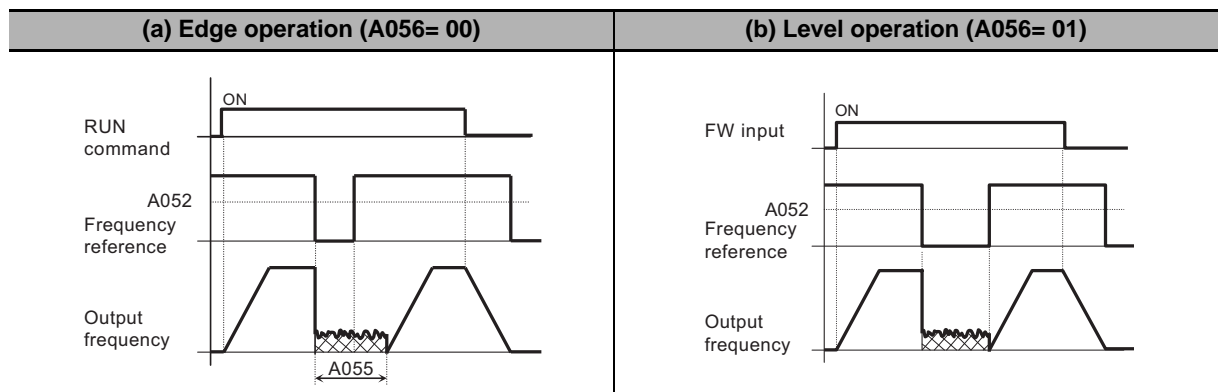 (a) Edge operation (A056= 00)
(b) Level operation (A056= 01)
ON
RUN
command
A052
Frequency
reference
Output
frequency
A055
ON
FW input
A052
Frequency
reference
Output
frequency